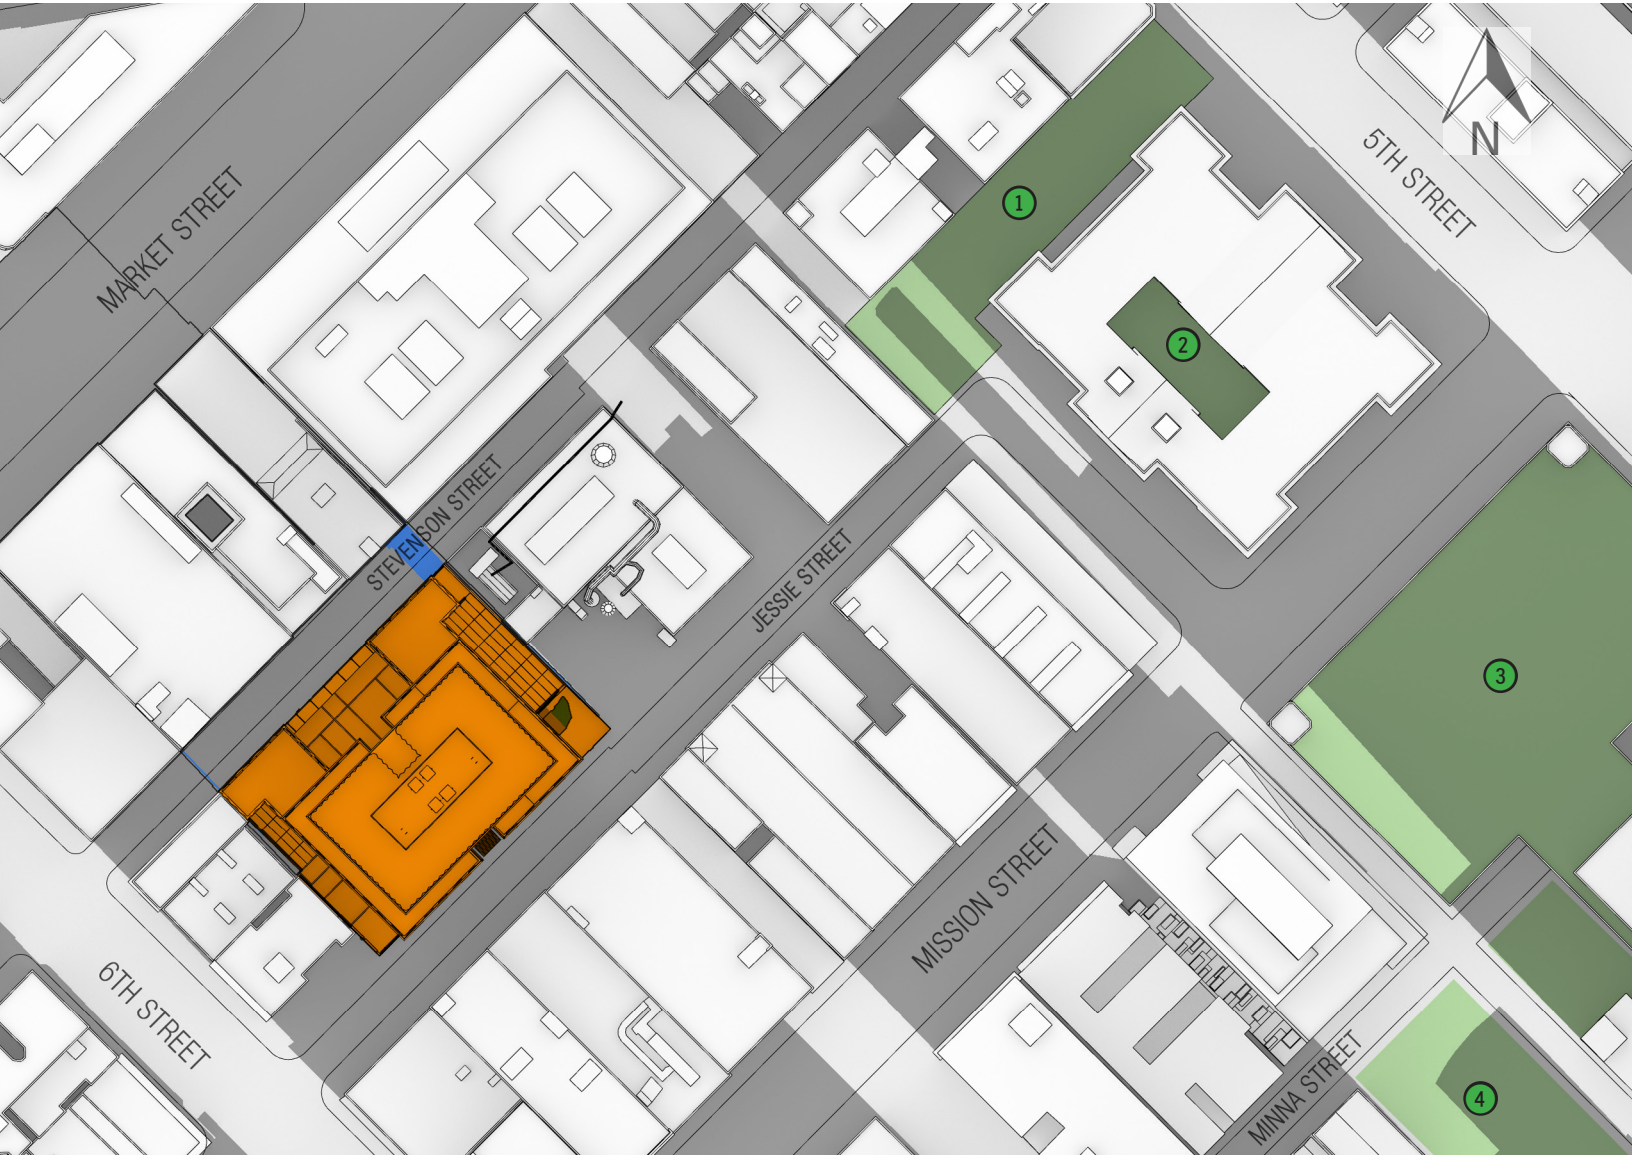 N
5TH STREET
MARKET STREET
1
2
STEVENSON STREET
JESSIE STREET
3
MISSION STREET
6TH STREET
MINNA STREET
4